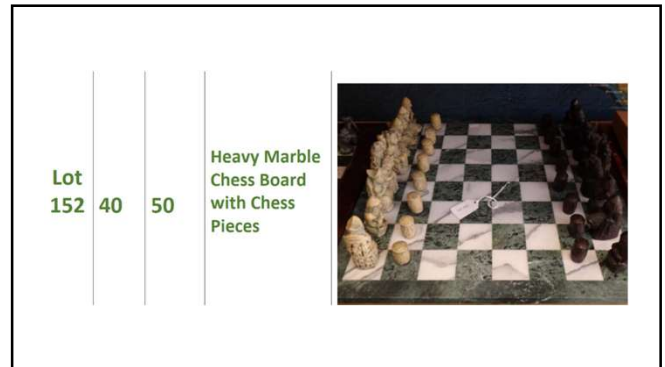 Lot
152
40
50
Heavy Marble
Chess Board
with Chess
Pieces